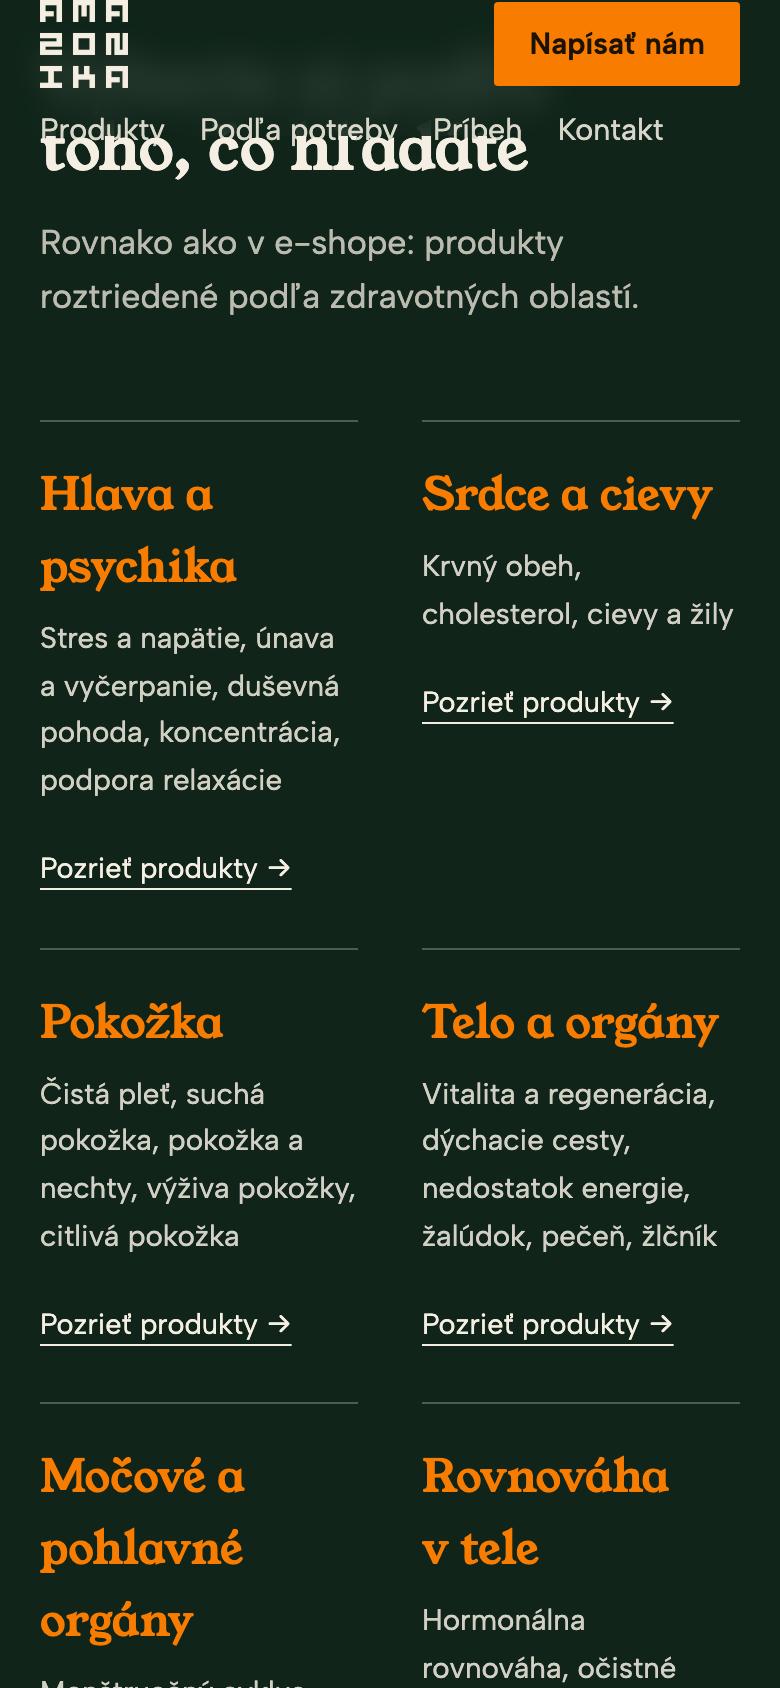 AMA
ZON
IKA
Napísať nám
Produkty Podľa potreby Príbeh Kontakt
toho, co hľadáte
Rovnako ako v e-shope: produkty
roztriedené podľa zdravotných oblastí.
Hlava a
psychika
Stres a napätie, únava
a vyčerpanie, duševná
pohoda, koncentrácia,
podpora relaxácie
Pozrieť produkty →
Srdce a cievy
Krvný obeh,
cholesterol, cievy a žily
Pozrieť produkty →
Pokožka
Čistá pleť, suchá
pokožka, pokožka a
nechty, výživa pokožky,
citlivá pokožka
Pozrieť produkty →
Telo a orgány
Vitalita a regenerácia,
dýchacie cesty,
nedostatok energie,
žalúdok, pečeň, žlčník
Pozrieť produkty →
Močové a
pohlavné
orgány
Rovnováha
v tele
Hormonálna
rovnováha, očistné